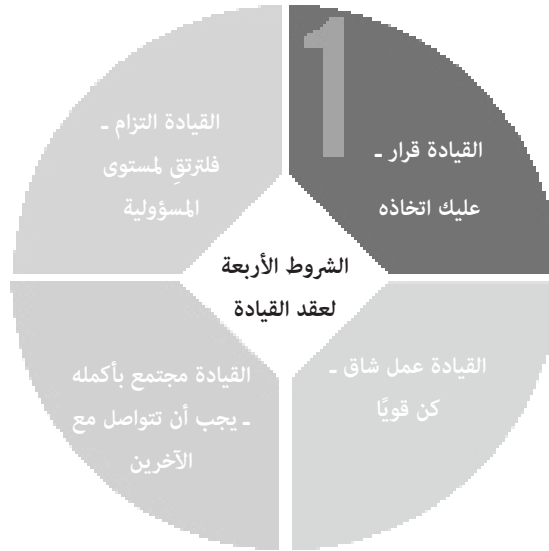 1
القيادة قرار ـ
عليك اتخاذه
القيادة التزام ـ
فلترتقِ لمستوى
المسؤولية
الشروط الأربعة
لعقد القيادة
القيادة عمل شاق ـ
كن قويًا
القيادة مجتمع بأكمله
ـ يجب أن تتواصل مع
الآخرين